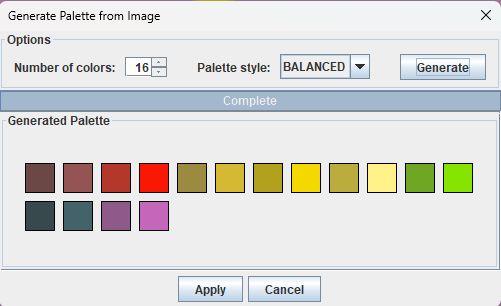 Generate Palette from Image
Options
Number of colors: 16 Palette style: BALANCED Generate
Complete
Generated Palette
Apply Cancel